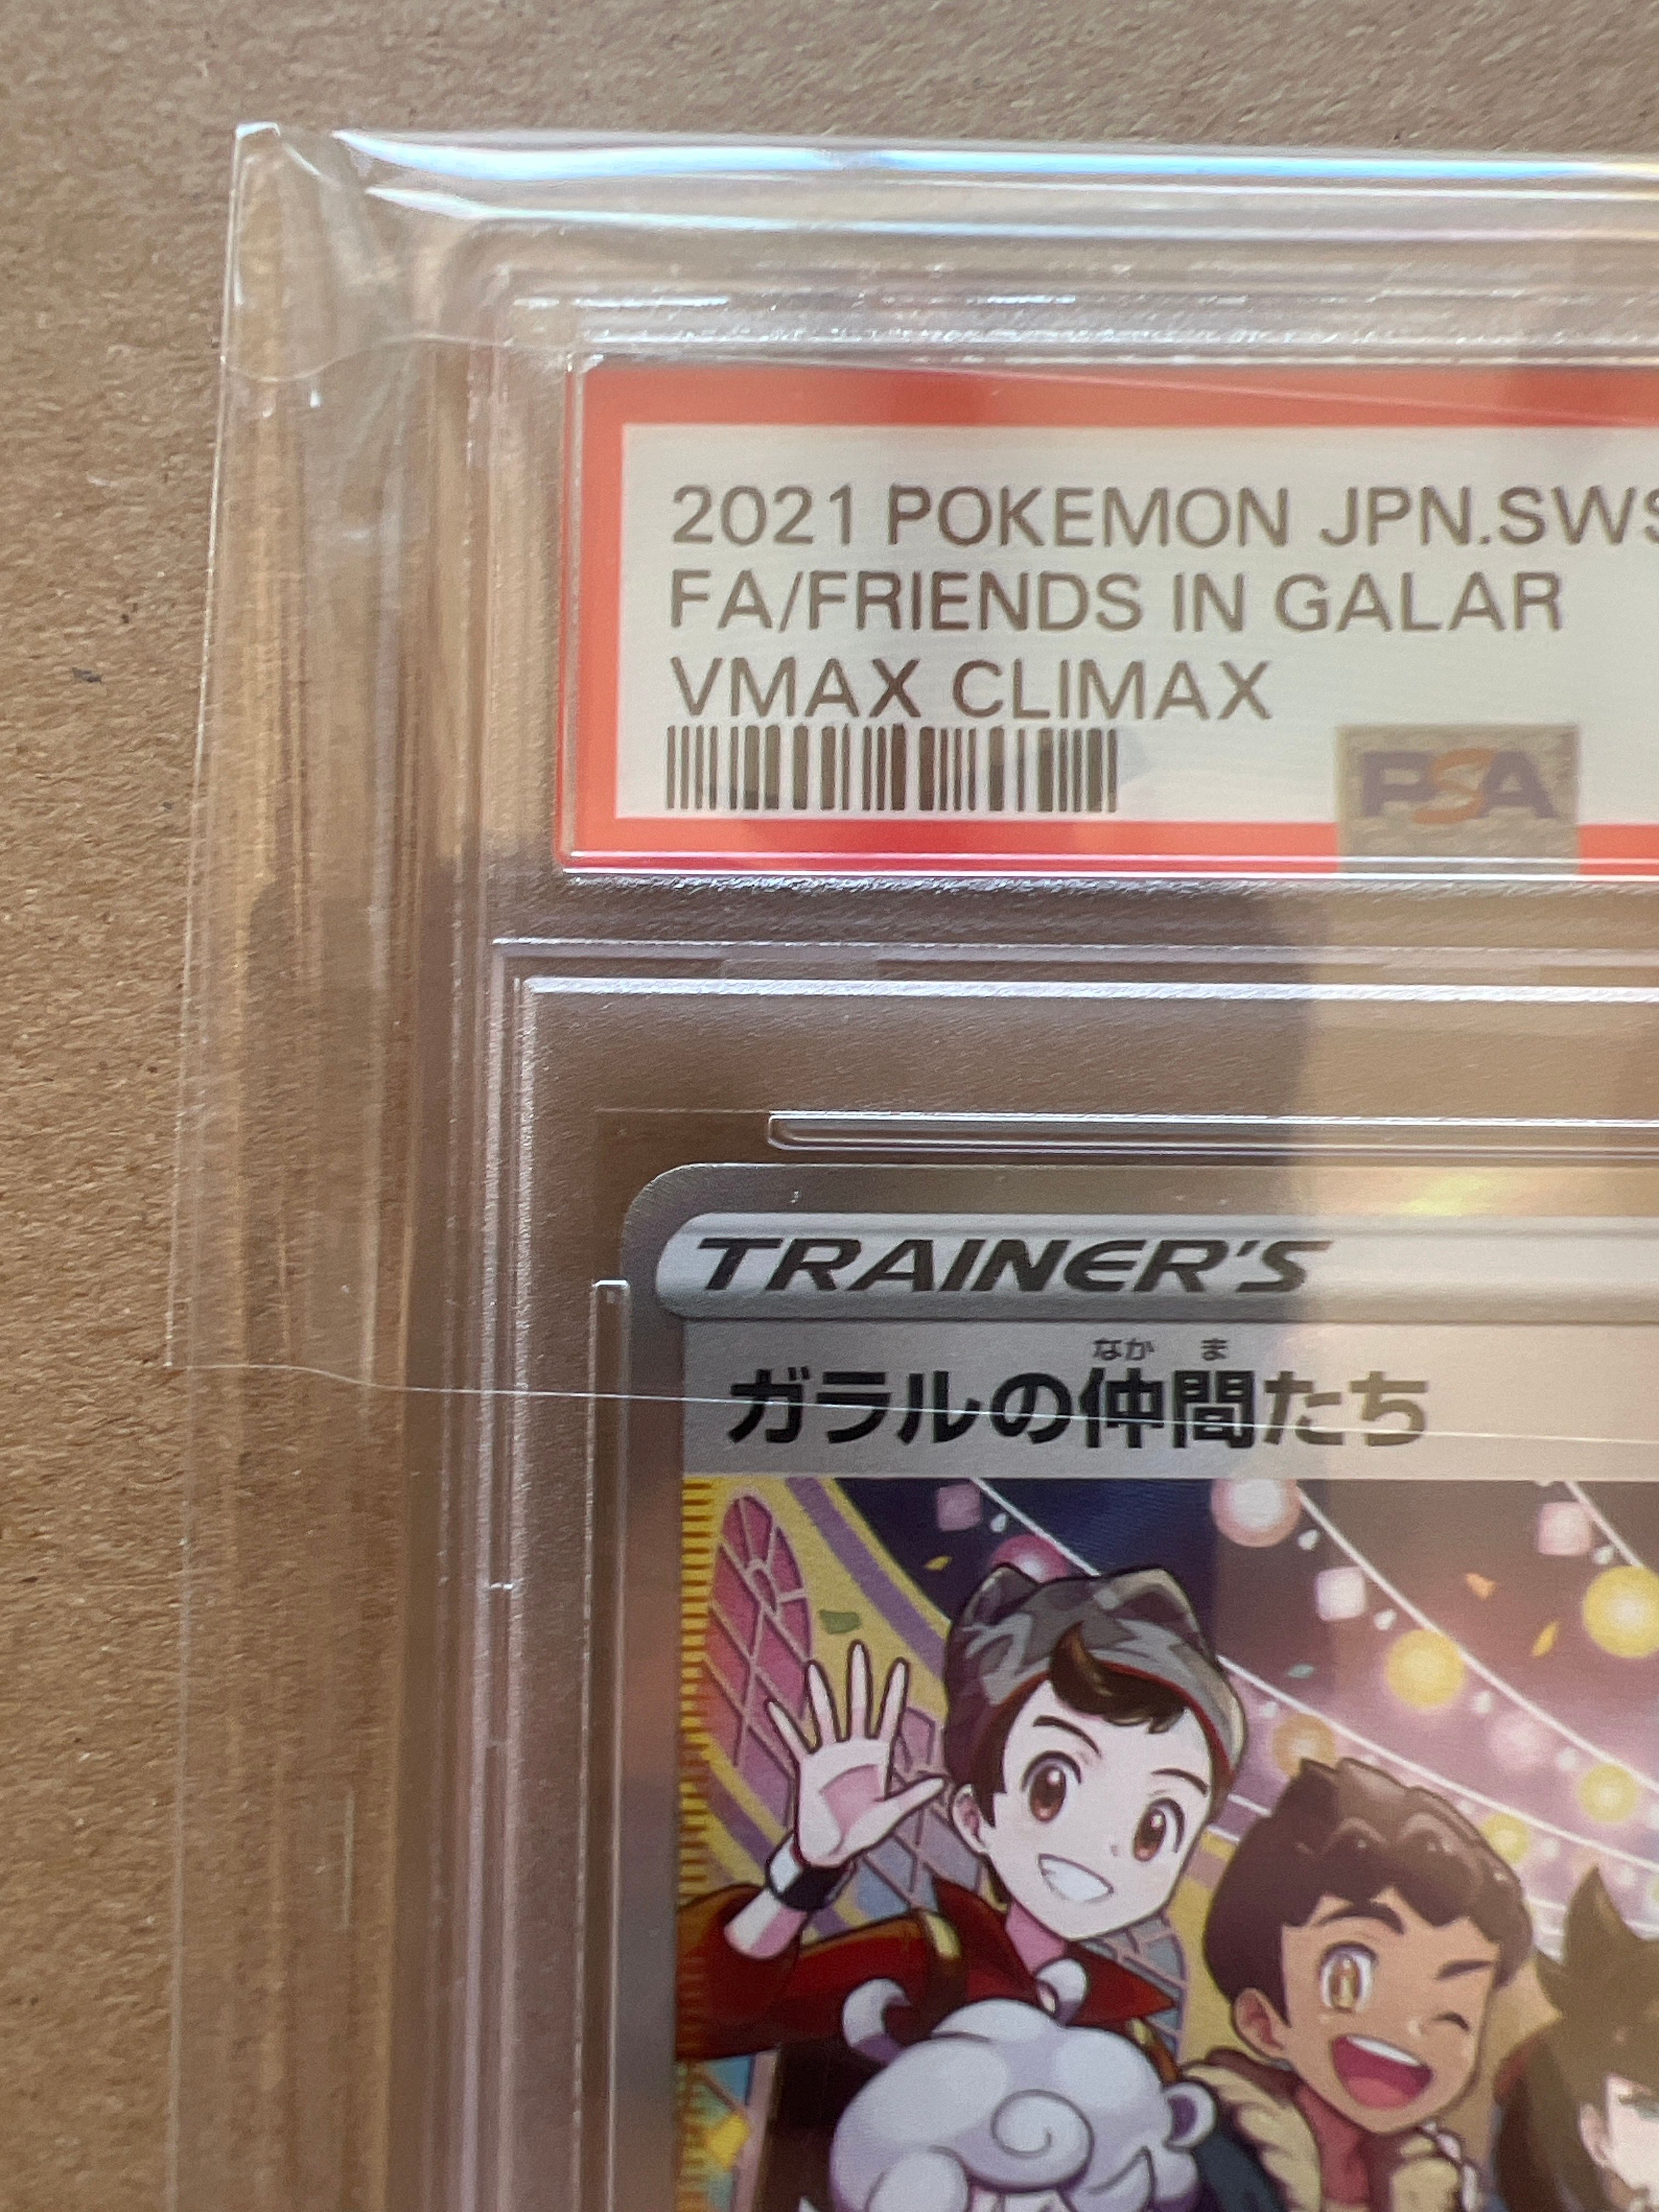 2021 POKEMON JPN.SWS
FA/FRIENDS IN GALAR
VMAX CLIMAX
PSA
TRAINER'S
なかま
ガラルの仲間たち